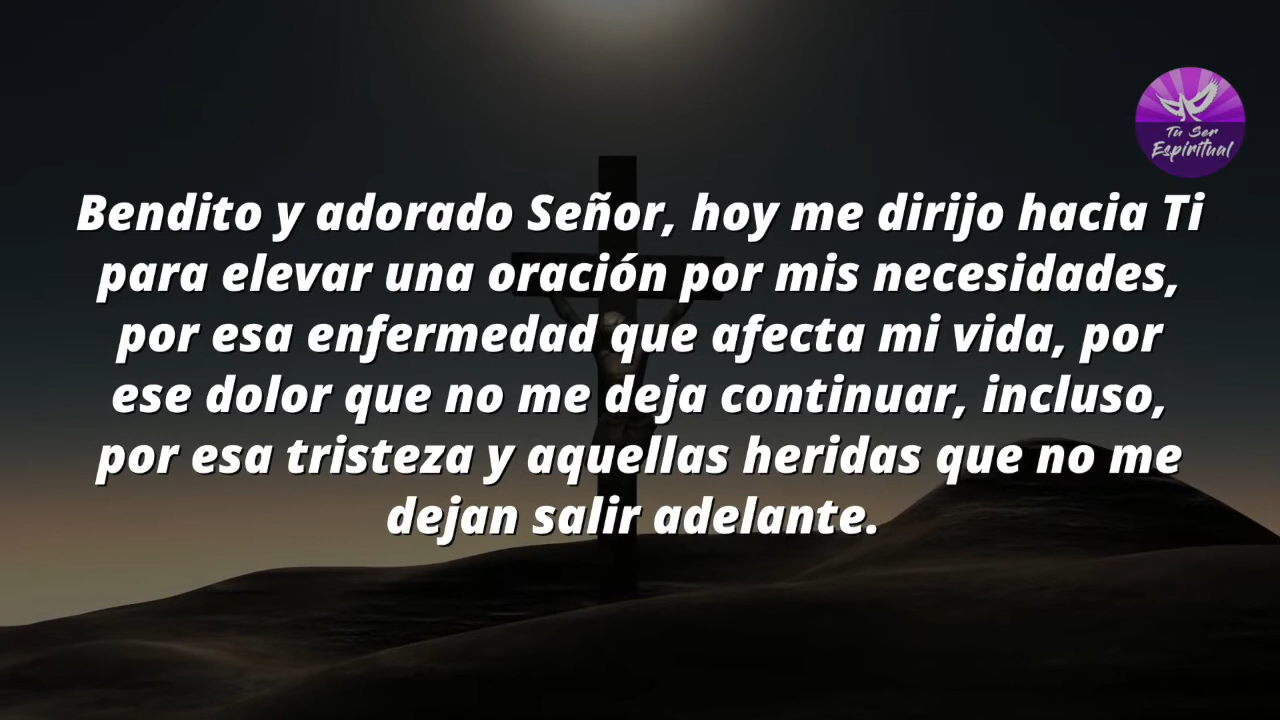 Tu Ser
Espiritual
Bendito y adorado Señor, hoy me dirijo hacia Ti
para elevar una oración por mis necesidades,
por esa enfermedad que afecta mi vida, por
ese dolor que no me deja continuar, incluso,
por esa tristeza y aquellas heridas que no me
dejan salir adelante.